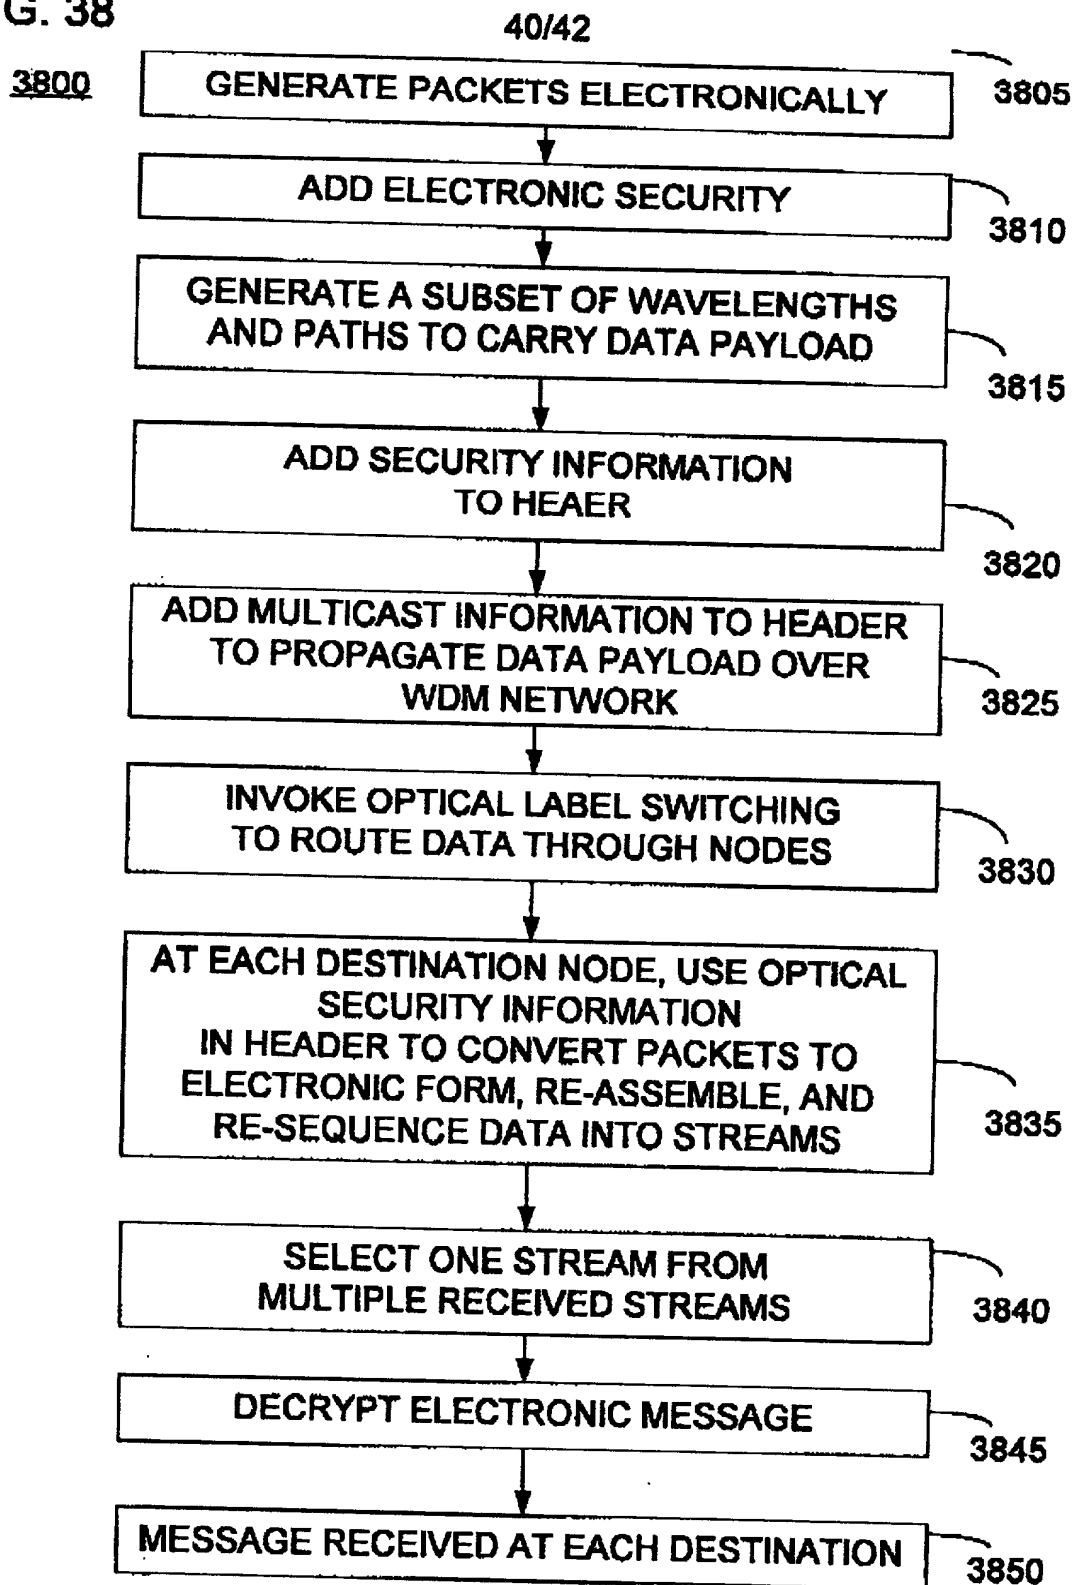 G. 38
40/42
3800
GENERATE PACKETS ELECTRONICALLY
3805
ADD ELECTRONIC SECURITY
3810
GENERATE A SUBSET OF WAVELENGTHS
AND PATHS TO CARRY DATA PAYLOAD
3815
ADD SECURITY INFORMATION
TO HEAER
3820
ADD MULTICAST INFORMATION TO HEADER
TO PROPAGATE DATA PAYLOAD OVER
WDM NETWORK
3825
INVOKE OPTICAL LABEL SWITCHING
TO ROUTE DATA THROUGH NODES
3830
AT EACH DESTINATION NODE, USE OPTICAL
SECURITY INFORMATION
IN HEADER TO CONVERT PACKETS TO
ELECTRONIC FORM, RE-ASSEMBLE, AND
RE-SEQUENCE DATA INTO STREAMS
3835
SELECT ONE STREAM FROM
MULTIPLE RECEIVED STREAMS
3840
DECRYPT ELECTRONIC MESSAGE
3845
MESSAGE RECEIVED AT EACH DESTINATION
3850